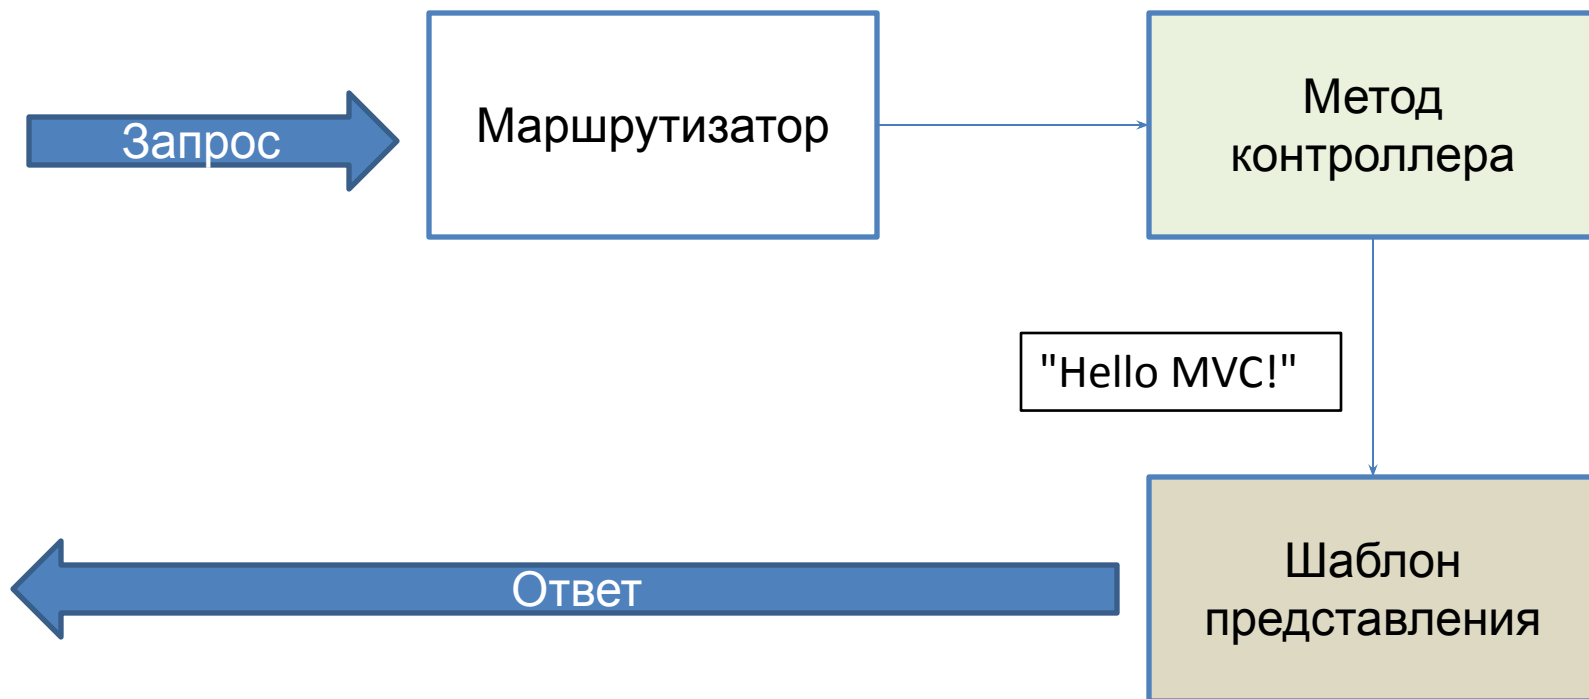 Запрос
Маршрутизатор
Метод
контроллера
"Hello MVC!"
Шаблон
представления
Ответ